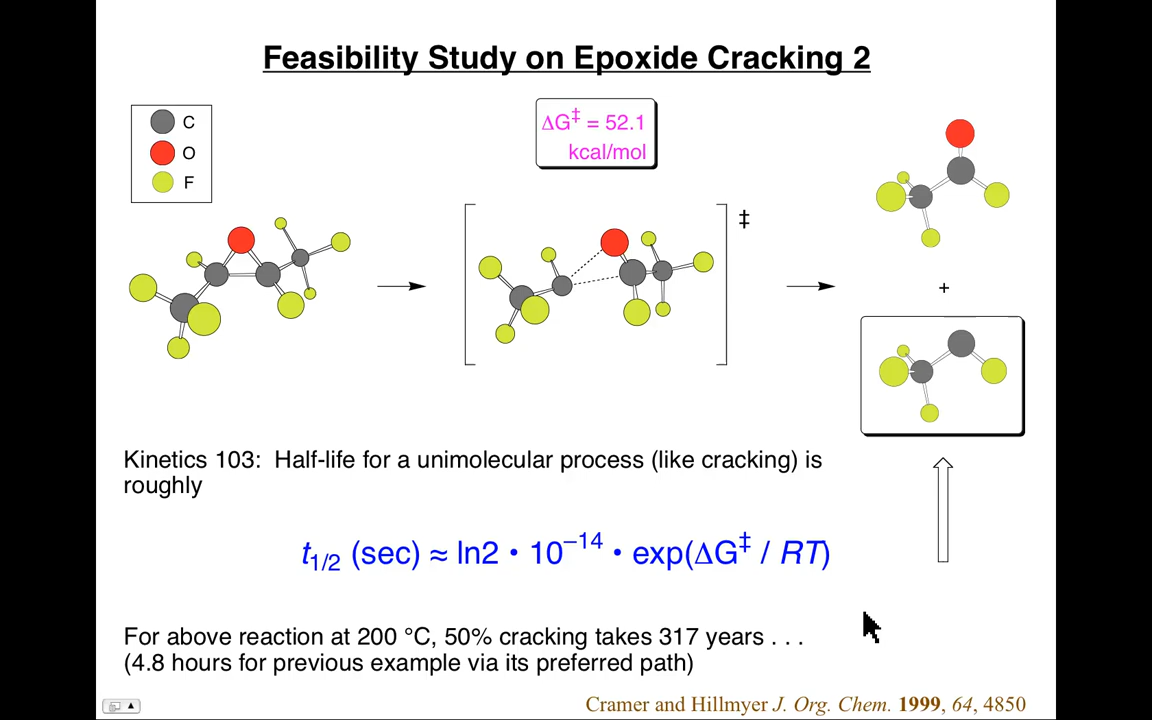 Feasibility Study on Epoxide Cracking 2
C
O
F
ΔG‡ = 52.1
kcal/mol
‡
+
Kinetics 103: Half-life for a unimolecular process (like cracking) is
roughly
t1/2 (sec) ≈ ln2 • 10–14 • exp(ΔG‡ / RT)
For above reaction at 200 °C, 50% cracking takes 317 years . . .
(4.8 hours for previous example via its preferred path)
Cramer and Hillmyer J. Org. Chem. 1999, 64, 4850